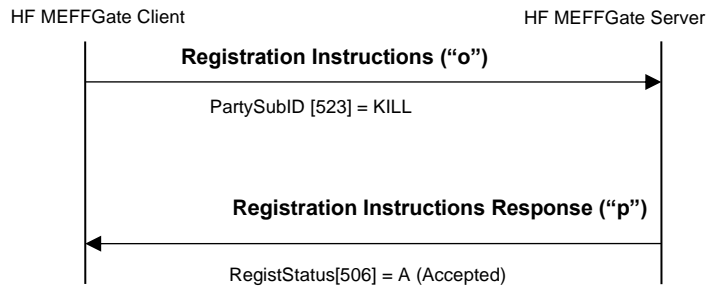 HF MEFFGate Client
HF MEFFGate Server
Registration Instructions (“o”)
PartySubID [523] = KILL
Registration Instructions Response (“p”)
RegistStatus[506] = A (Accepted)